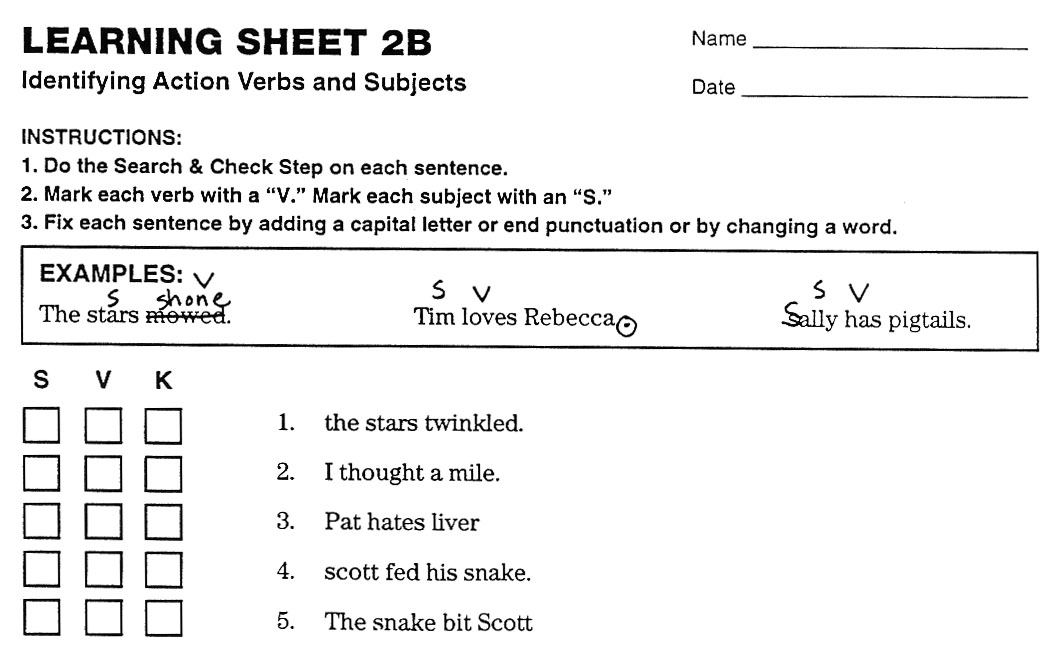 LEARNING SHEET 2B
Name
Identifying Action Verbs and Subjects
Date
INSTRUCTIONS:
1. Do the Search & Check Step on each sentence.
2. Mark each verb with a “V.” Mark each subject with an “S.”
3. Fix each sentence by adding a capital letter or end punctuation or by changing a word.
EXAMPLES: V
S shone S V S V
The stars mowed. Tim loves Rebecca. Sally has pigtails.
S V K
1. the stars twinkled.
2. I thought a mile.
3. Pat hates liver
4. scott fed his snake.
5. The snake bit Scott